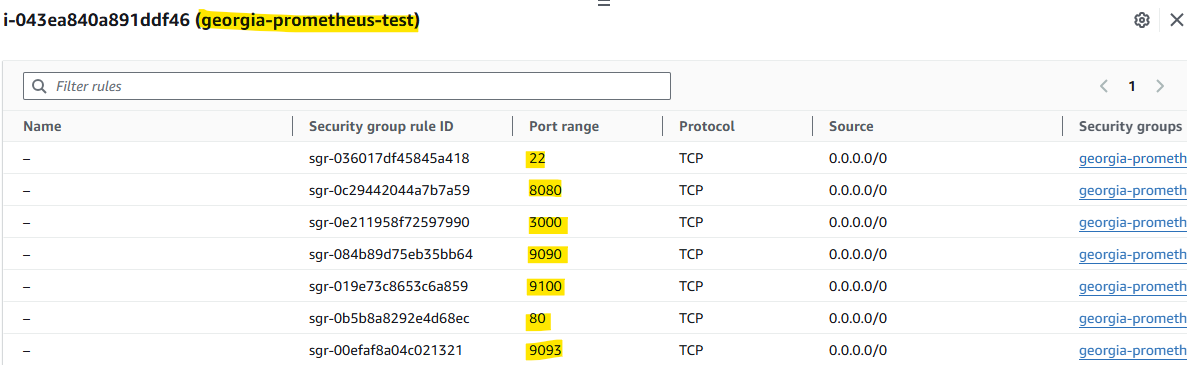 i-043ea840a891ddf46 (georgia-prometheus-test)
Filter rules
1
Name Security group rule ID Port range Protocol Source Security groups
– sgr-036017df45845a418 22 TCP 0.0.0.0/0 georgia-prometh
– sgr-0c29442044a7b7a59 8080 TCP 0.0.0.0/0 georgia-prometh
– sgr-0e211958f72597990 3000 TCP 0.0.0.0/0 georgia-prometh
– sgr-084b89d75eb35bb64 9090 TCP 0.0.0.0/0 georgia-prometh
– sgr-019e73c8653c6a859 9100 TCP 0.0.0.0/0 georgia-prometh
– sgr-0b5b8a8292e4d68ec 80 TCP 0.0.0.0/0 georgia-prometh
– sgr-00efaf8a04c021321 9093 TCP 0.0.0.0/0 georgia-prometh